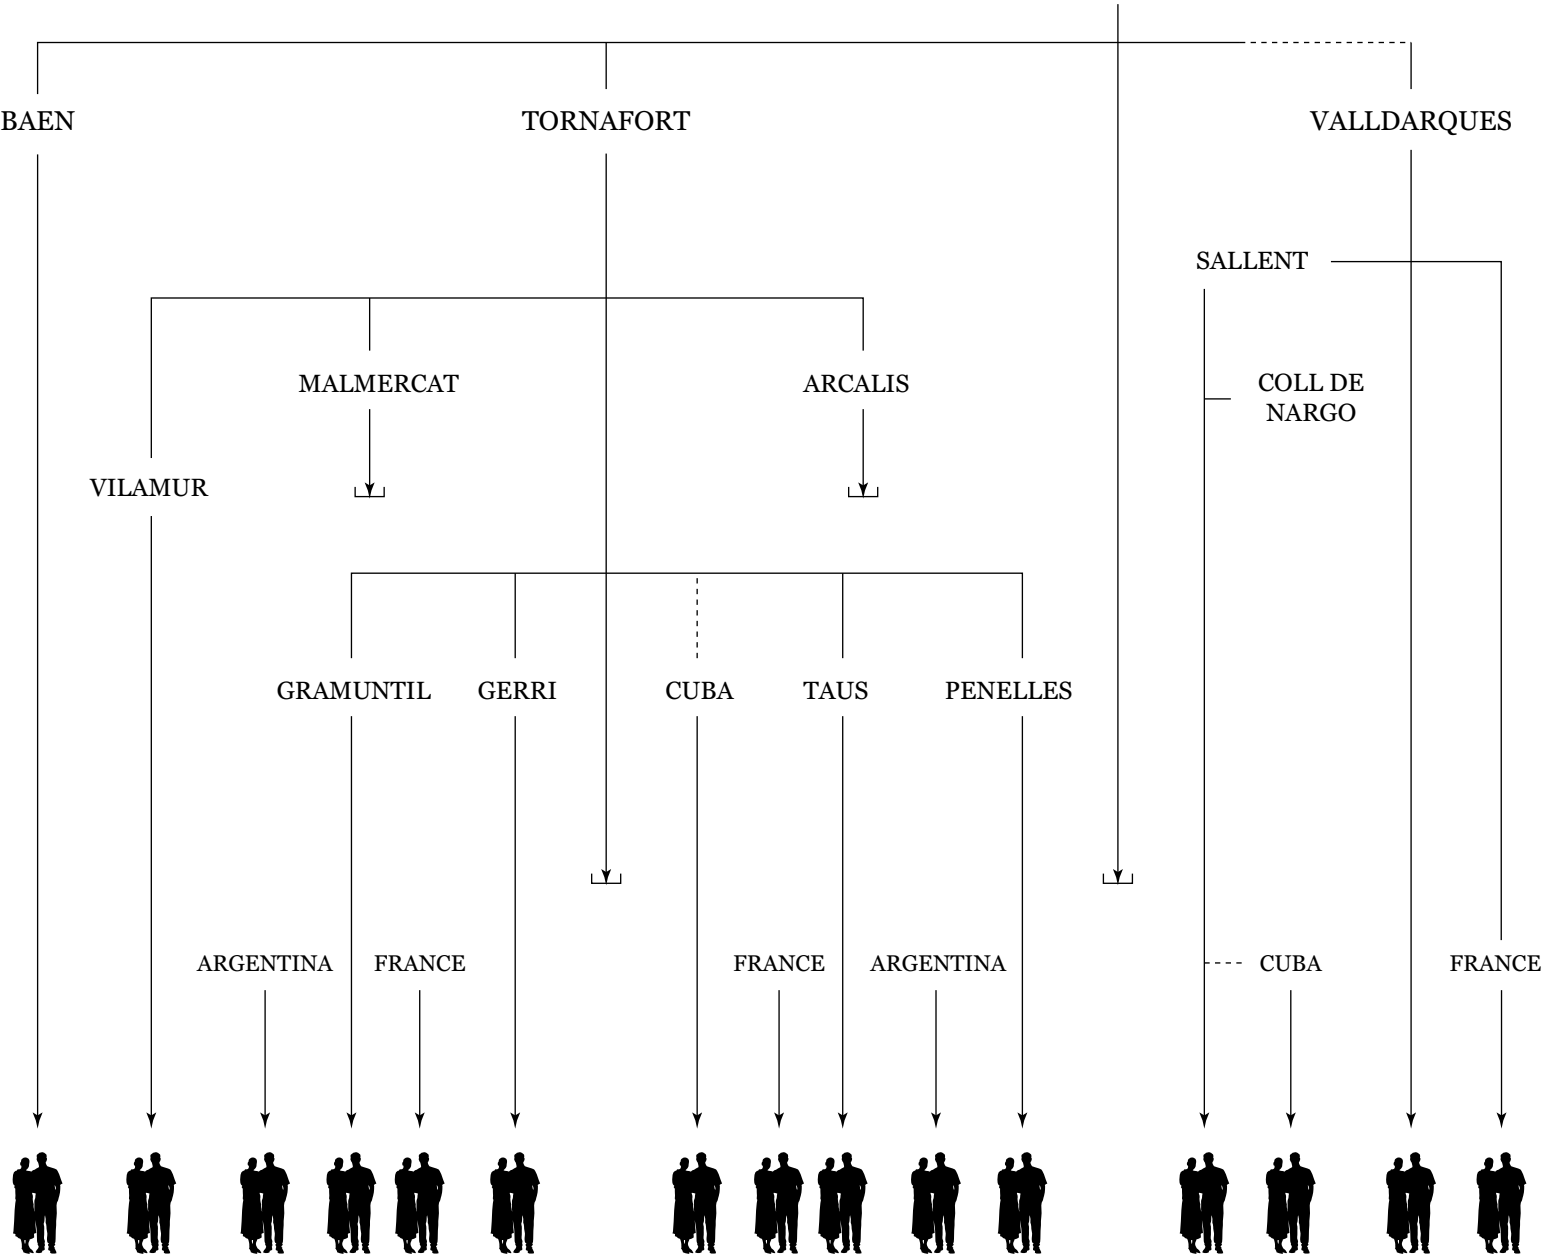 BAEN
TORNAFORT
VALLDARQUES
SALLENT
MALMERCAT
ARCALIS
COLL DE
NARGO
VILAMUR
GRAMUNTIL
GERRI
CUBA
TAUS
PENELLES
ARGENTINA
FRANCE
FRANCE
ARGENTINA
CUBA
FRANCE